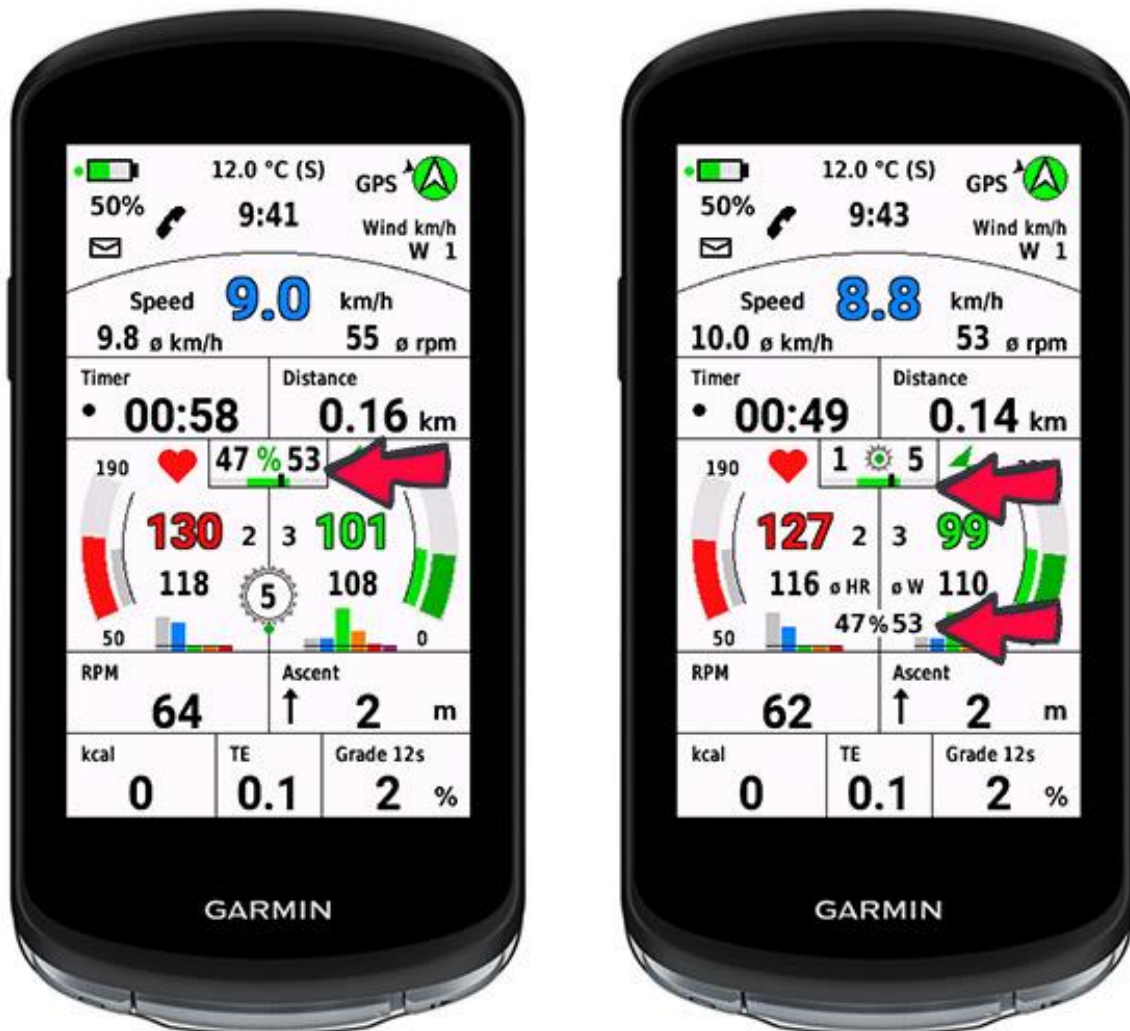 12.0 °C (S)
GPS
50%
9:41
Wind km/h
W 1
Speed 9.0 km/h
9.8 ø km/h 55 ø rpm
Timer Distance
00:58 0.16 km
190 47 % 53
130 2 3 101
118 5 108
50 0
RPM Ascent
64 2 m
kcal TE Grade 12s
0 0.1 2 %
GARMIN
12.0 °C (S)
GPS
50%
9:43
Wind km/h
W 1
Speed 8.8 km/h
10.0 ø km/h 53 ø rpm
Timer Distance
00:49 0.14 km
190 1 5
127 2 3 99
116 ø HR ø W 110
47 % 53
50
RPM Ascent
62 2 m
kcal TE Grade 12s
0 0.1 2 %
GARMIN